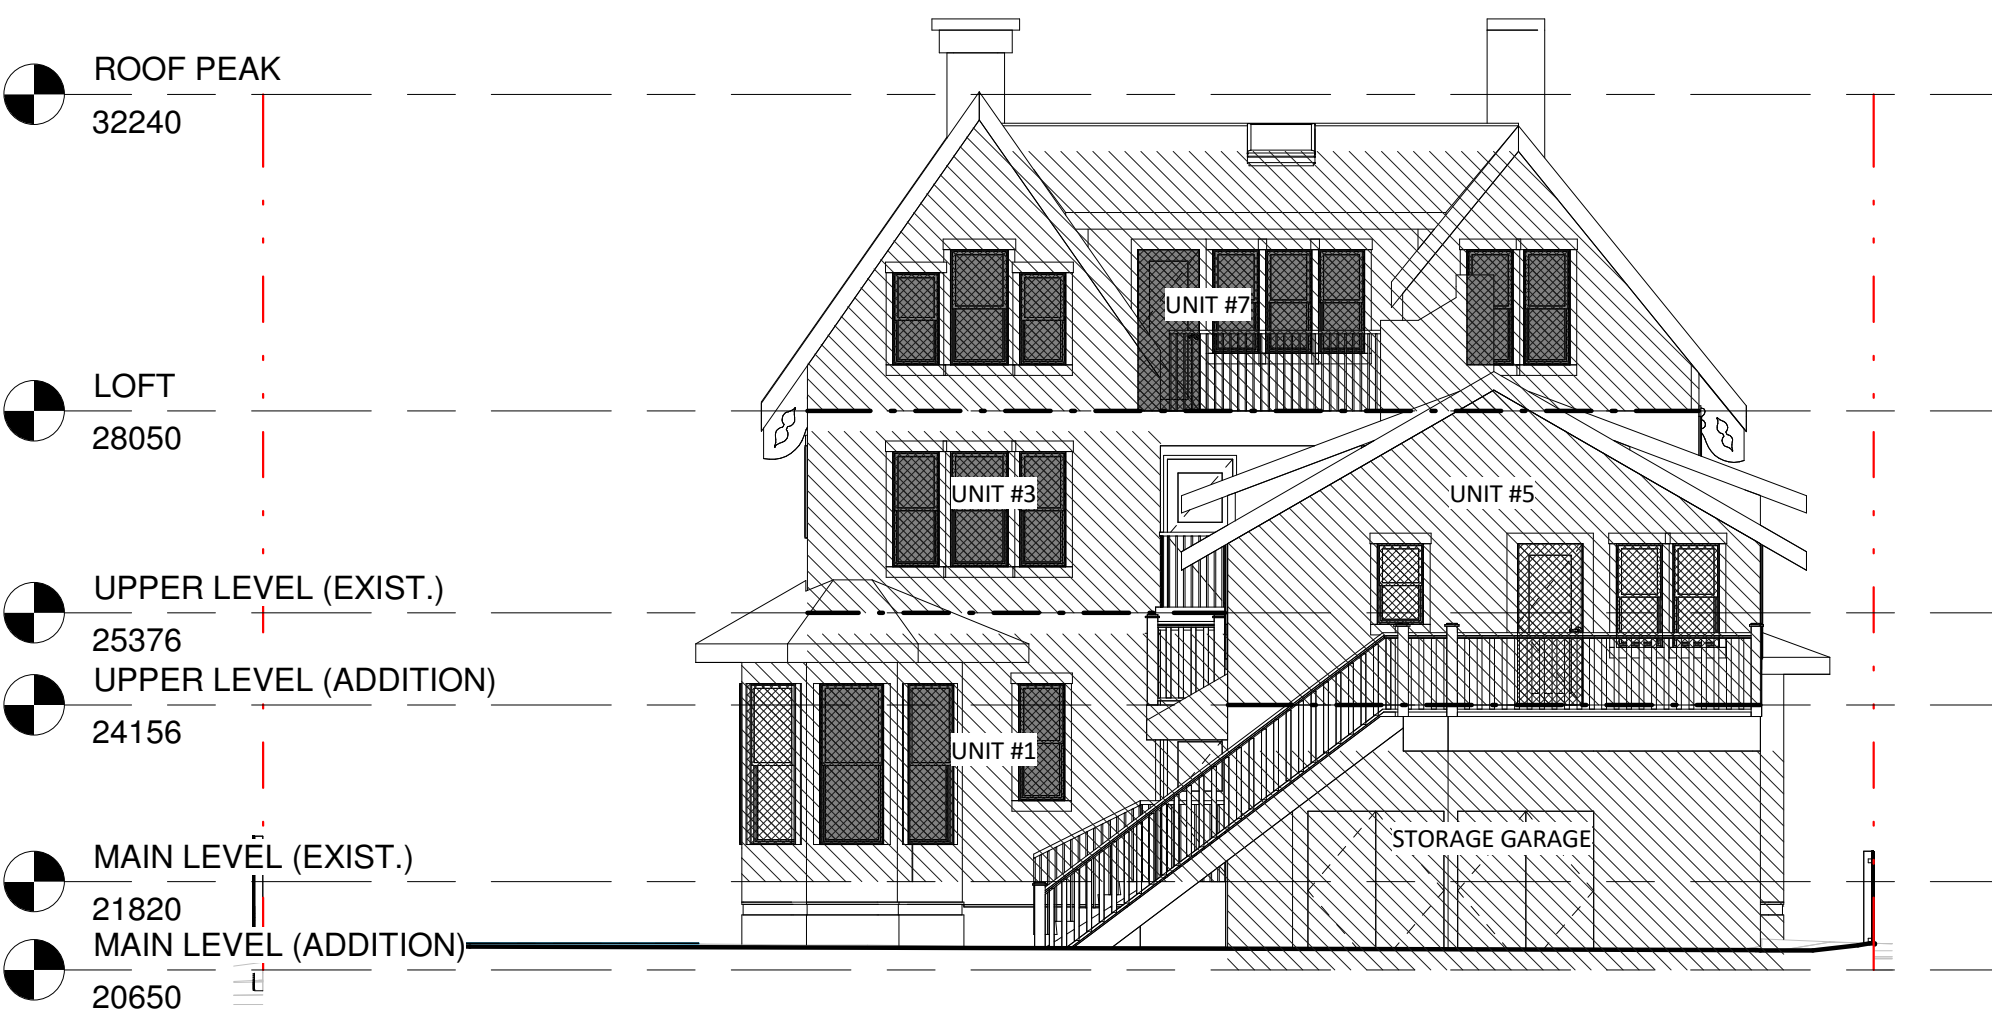 ROOF PEAK
32240
UNIT #7
LOFT
28050
UNIT #3
UNIT #5
UPPER LEVEL (EXIST.)
25376
UPPER LEVEL (ADDITION)
24156
UNIT #1
STORAGE GARAGE
MAIN LEVEL (EXIST.)
21820
MAIN LEVEL (ADDITION)
20650